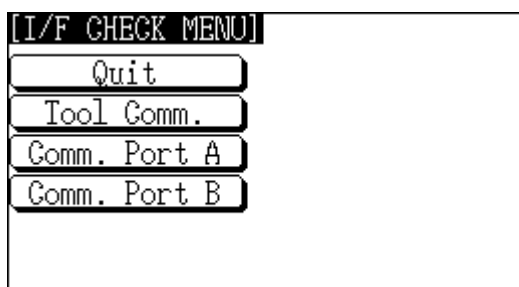 [I/F CHECK MENU]
Quit
Tool Comm.
Comm. Port A
Comm. Port B